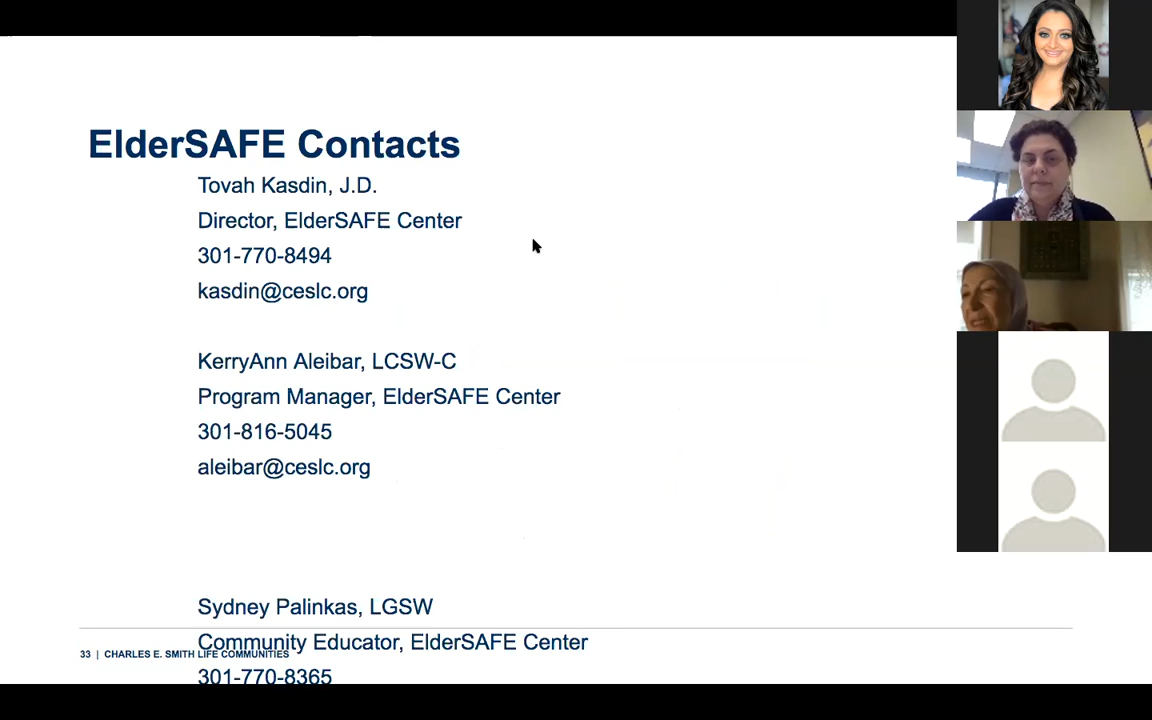 ElderSAFE Contacts
Tovah Kasdin, J.D.
Director, ElderSAFE Center
301-770-8494
kasdin@ceslc.org
KerryAnn Aleibar, LCSW-C
Program Manager, ElderSAFE Center
301-816-5045
aleibar@ceslc.org
Sydney Palinkas, LGSW
Community Educator, ElderSAFE Center
33 | CHARLES E. SMITH LIFE COMMUNITIES
301-770-8365